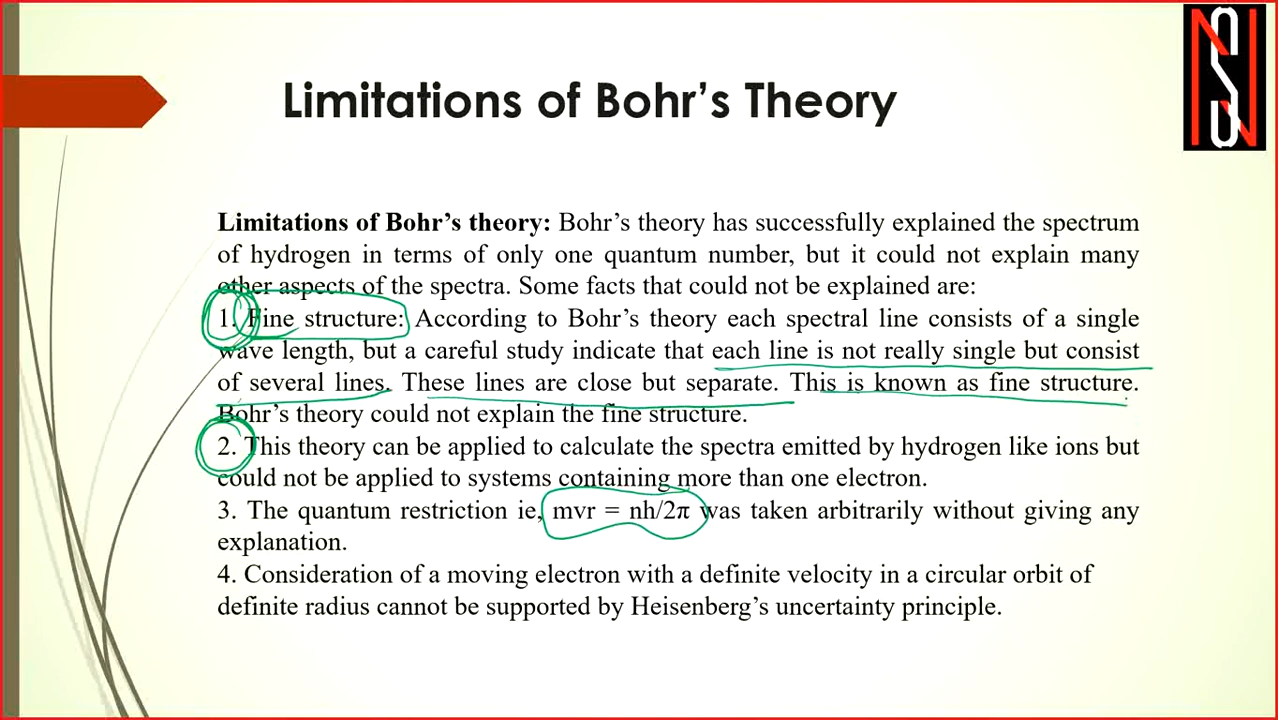 Limitations of Bohr’s Theory
Limitations of Bohr’s theory: Bohr’s theory has successfully explained the spectrum
of hydrogen in terms of only one quantum number, but it could not explain many
other aspects of the spectra. Some facts that could not be explained are:
1. Fine structure: According to Bohr’s theory each spectral line consists of a single
wave length, but a careful study indicate that each line is not really single but consist
of several lines. These lines are close but separate. This is known as fine structure.
Bohr’s theory could not explain the fine structure.
2. This theory can be applied to calculate the spectra emitted by hydrogen like ions but
could not be applied to systems containing more than one electron.
3. The quantum restriction ie, mvr = nh/2π was taken arbitrarily without giving any
explanation.
4. Consideration of a moving electron with a definite velocity in a circular orbit of
definite radius cannot be supported by Heisenberg’s uncertainty principle.